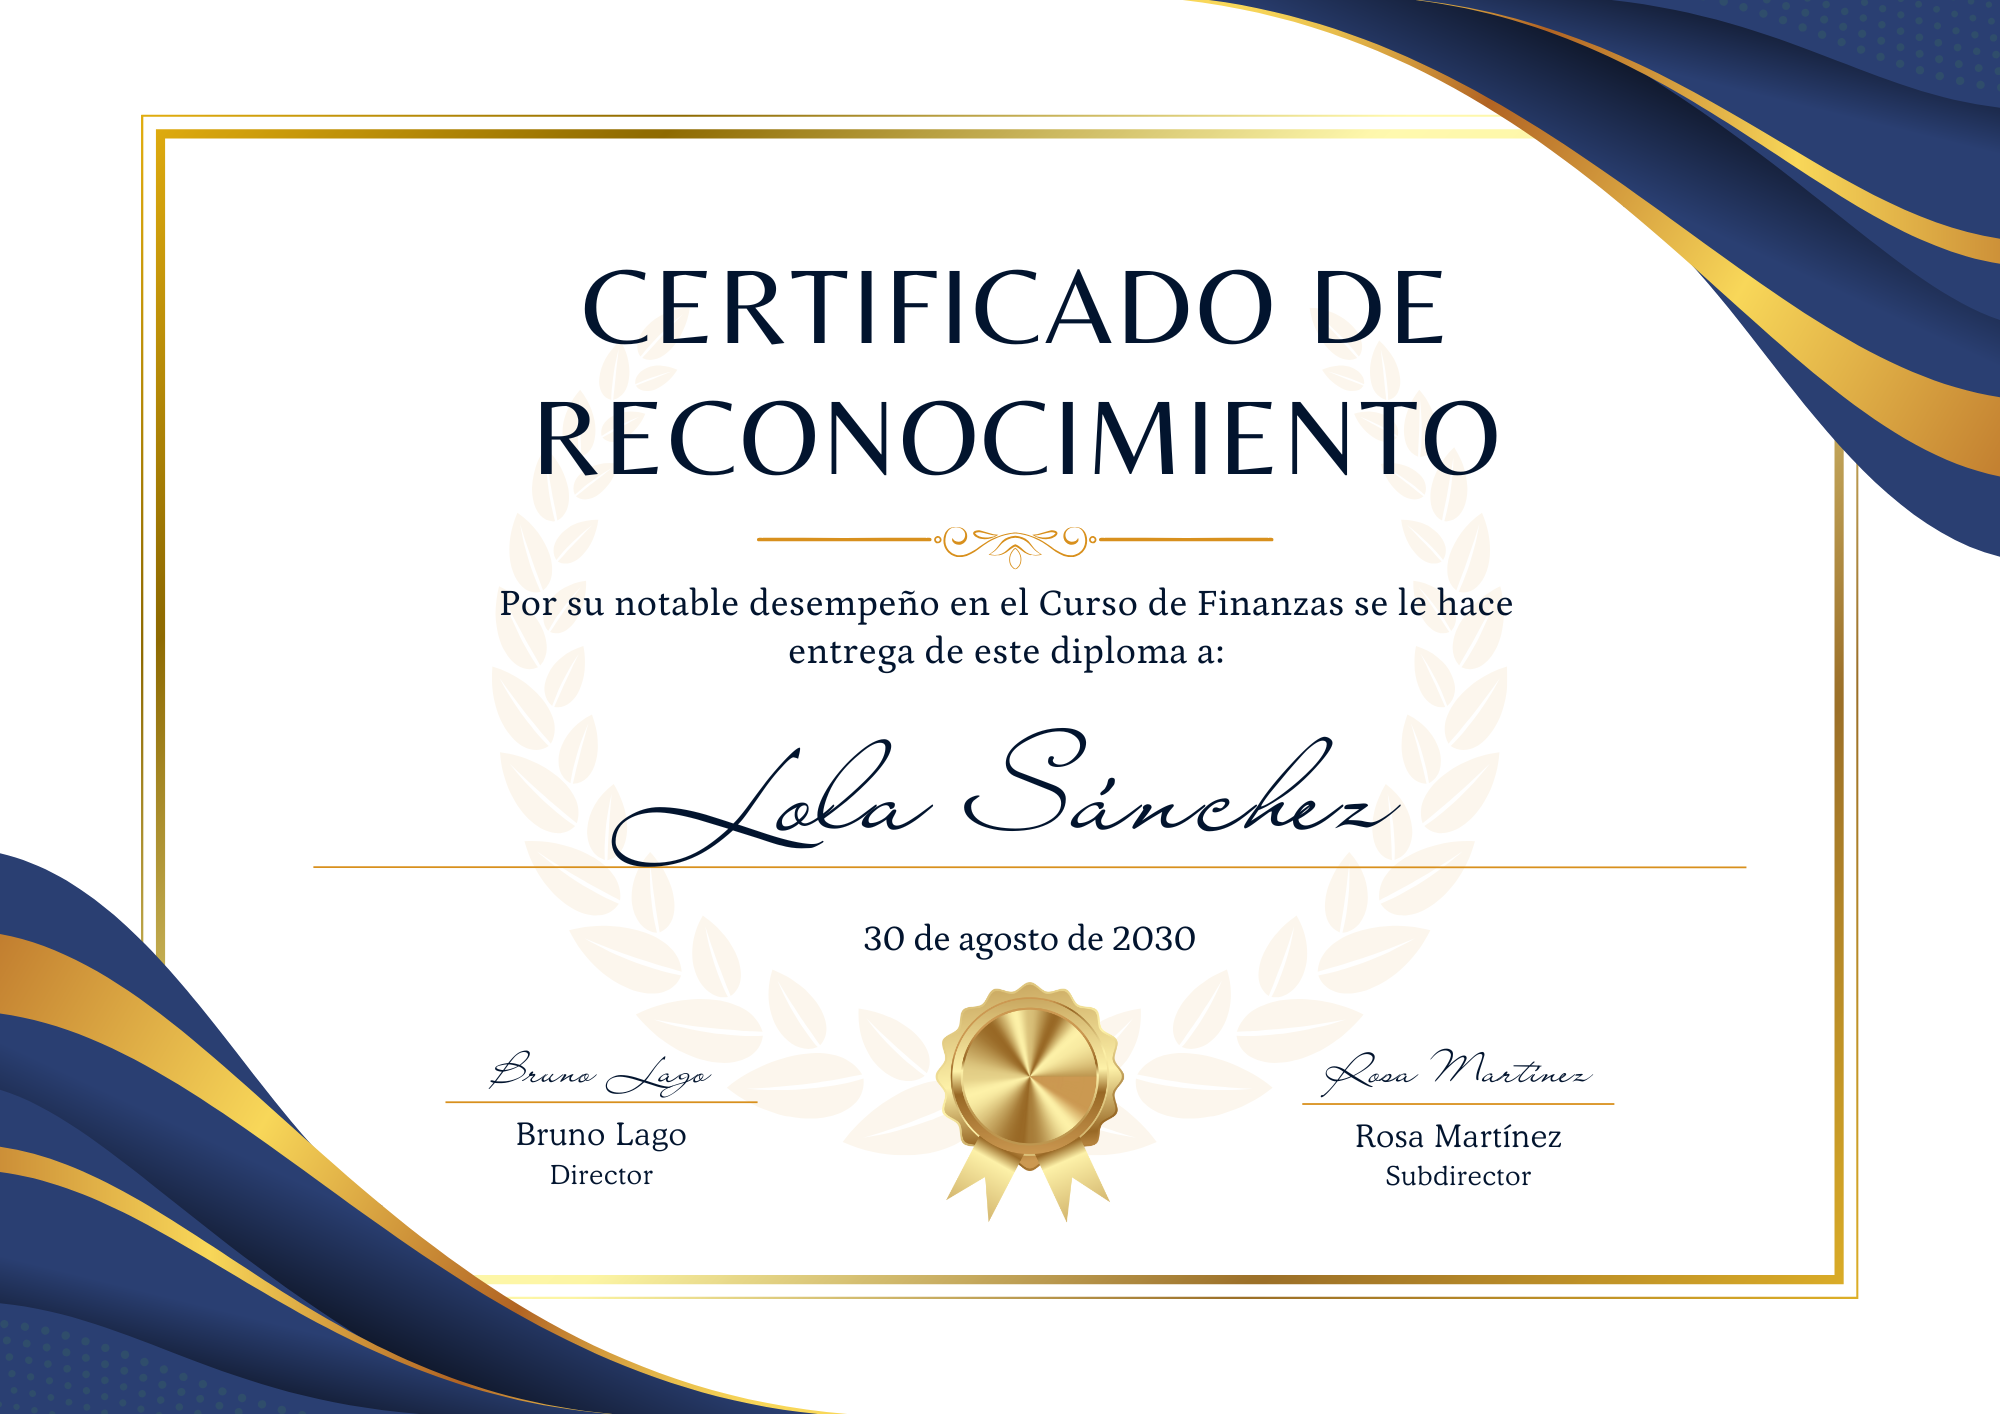 CERTIFICADO DE
RECONOCIMIENTO
Por su notable desempeño en el Curso de Finanzas se le hace
entrega de este diploma a:
Lola Sánchez
30 de agosto de 2030
Bruno Lago
Bruno Lago
Director
Rosa Martínez
Rosa Martínez
Subdirector